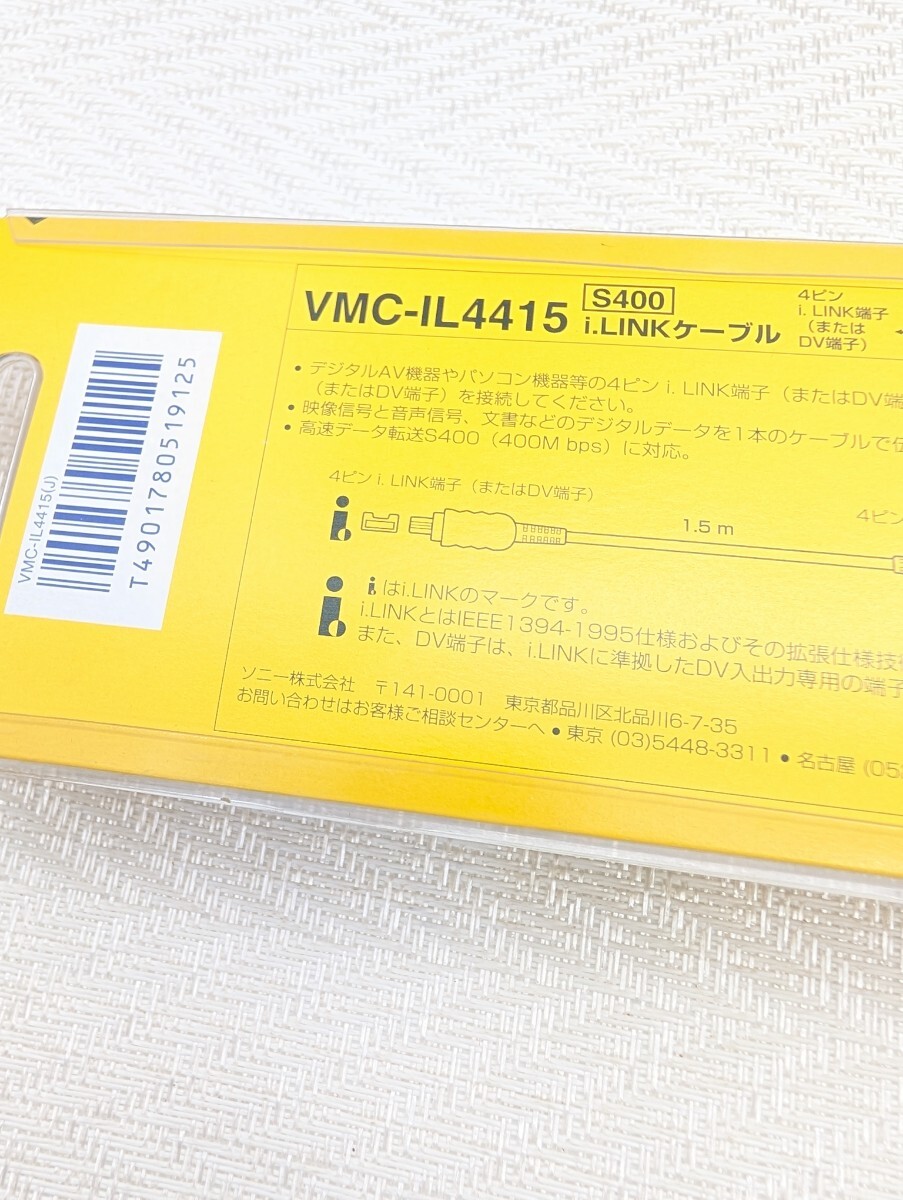 VMC-IL4415
S400
i.LINKケーブル
4ピン
i. LINK端子
（または
DV端子）
• デジタルAV機器やパソコン機器等の4ピン i. LINK端子（またはDV端
（またはDV端子）を接続してください。
• 映像信号と音声信号、文書などのデジタルデータを1本のケーブルで伝
• 高速データ転送S400（400M bps）に対応。
4ピン i. LINK端子（またはDV端子）
1.5 m
4ピン
はi.LINKのマークです。
i.LINKとはIEEE1394-1995仕様およびその拡張仕様技
また、DV端子は、i.LINKに準拠したDV入出力専用の端子
ソニー株式会社 〒141-0001 東京都品川区北品川6-7-35
お問い合わせはお客様ご相談センターへ • 東京 (03)5448-3311 • 名古屋 (05
VMC-IL4415(J)
T4901780519125